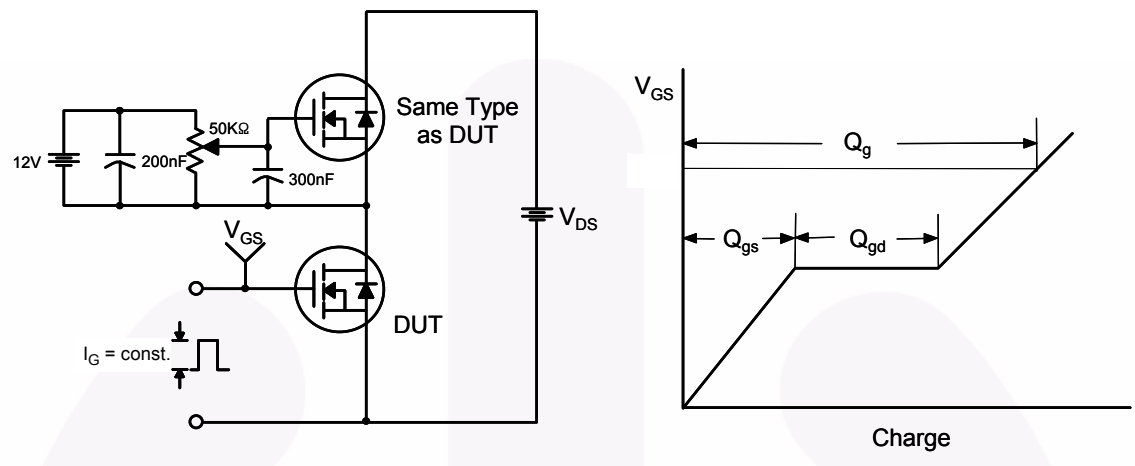 12V
200nF
50KΩ
300nF
Same Type
as DUT
V_DS
V_GS
DUT
I_G = const.
V_GS
Q_g
Q_gs
Q_gd
Charge